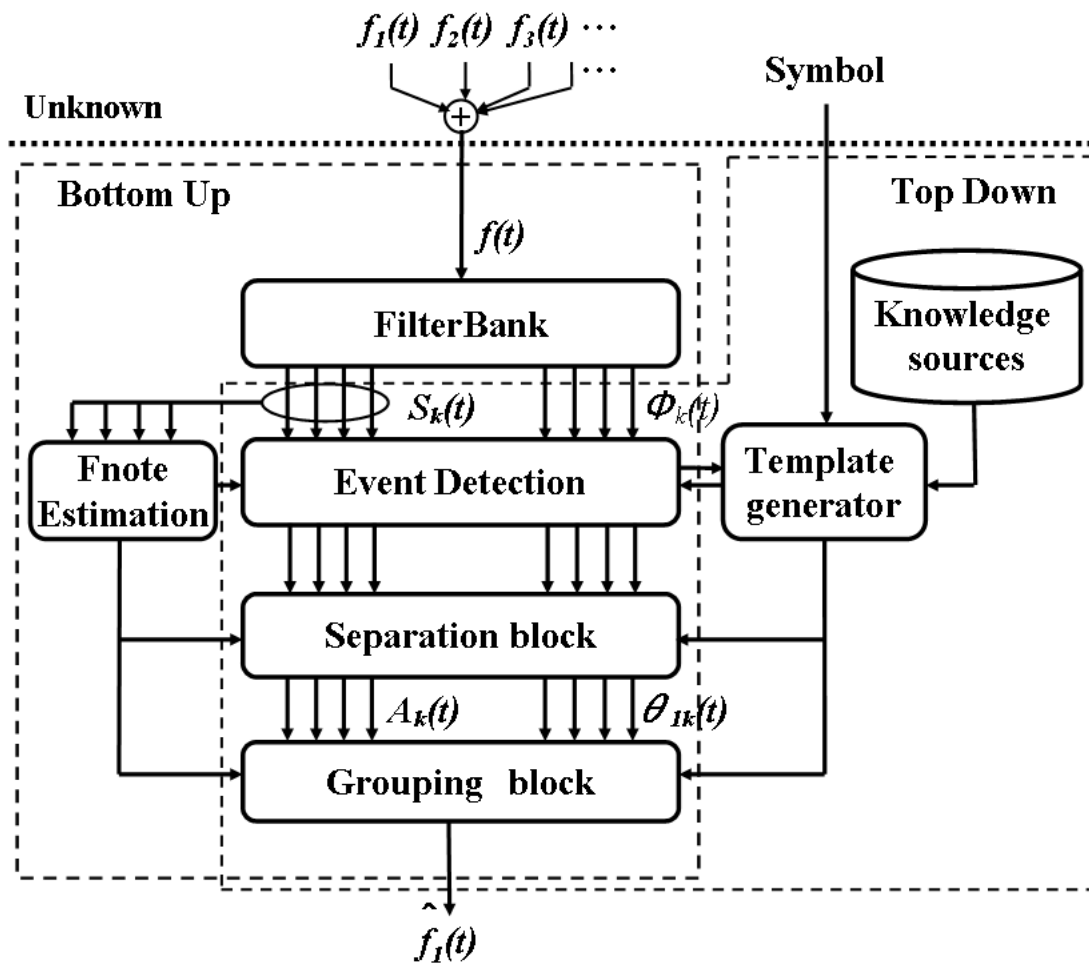 f1(t) f2(t) f3(t) ···
···
Symbol
Unknown
+
Bottom Up
Top Down
f(t)
FilterBank
Knowledge
sources
Sk(t)
Φk(t)
Fnote
Estimation
Event Detection
Template
generator
Separation block
Ak(t)
θ1k(t)
Grouping block
f̂1(t)